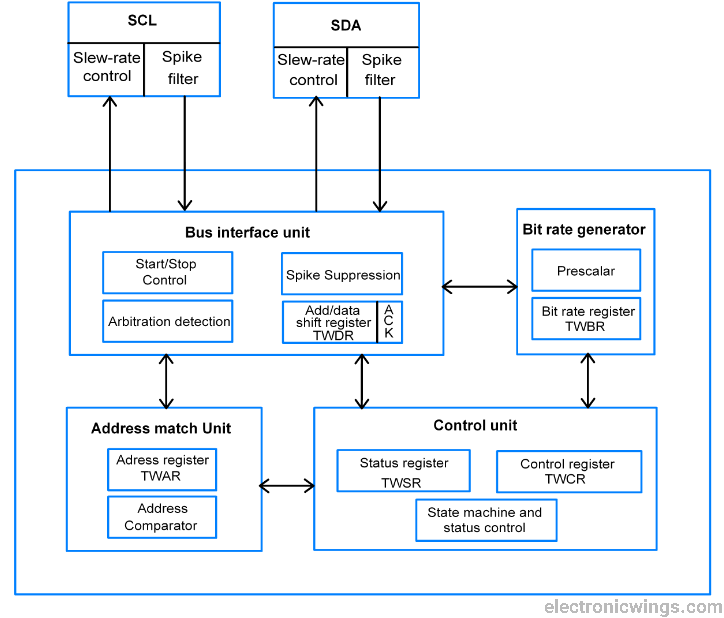 SCL
Slew-rate
control
Spike
filter
SDA
Slew-rate
control
Spike
filter
Bus interface unit
Start/Stop
Control
Spike Suppression
Arbitration detection
Add/data
shift register
TWDR
A
C
K
Bit rate generator
Prescalar
Bit rate register
TWBR
Address match Unit
Adress register
TWAR
Address
Comparator
Control unit
Status register
TWSR
Control register
TWCR
State machine and
status control
electronicwings.com